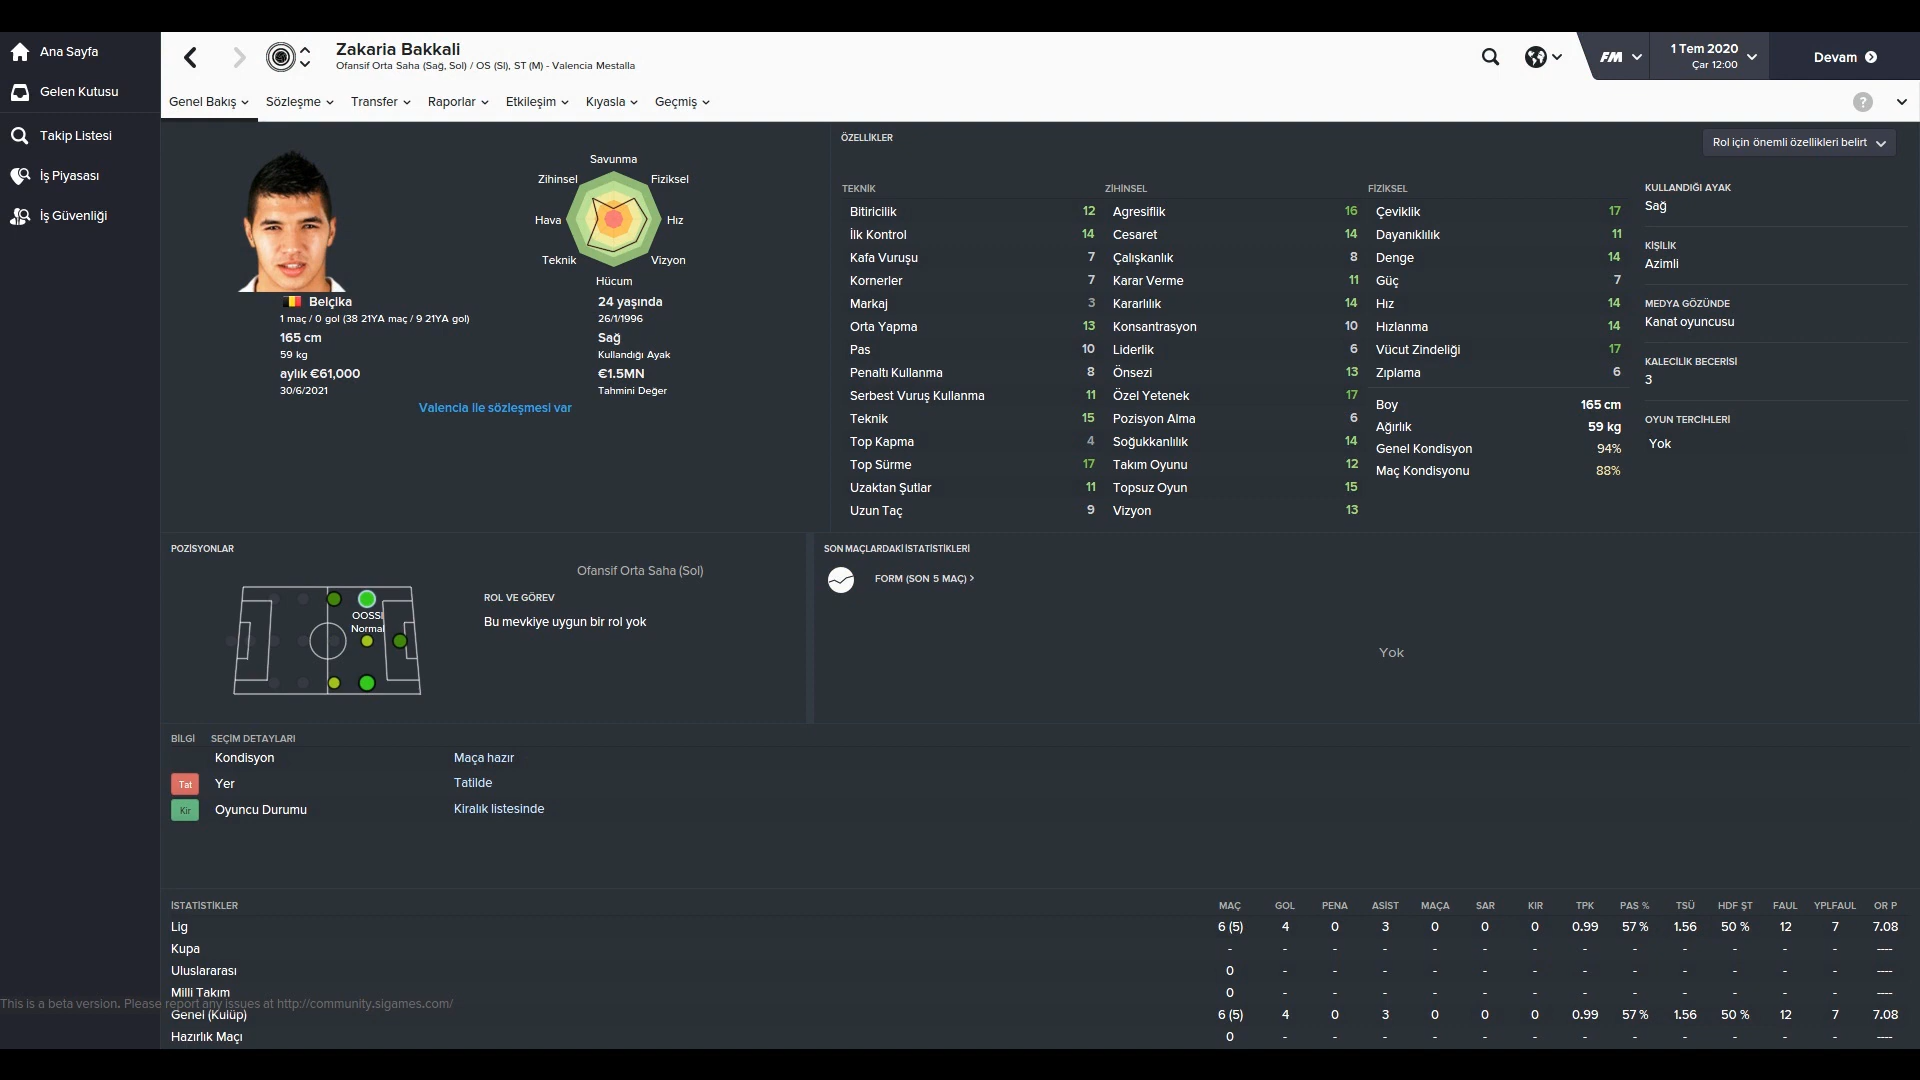 Ana Sayfa
Gelen Kutusu
Takip Listesi
İş Piyasası
İş Güvenliği
Zakaria Bakkali
Ofansif Orta Saha (Sağ, Sol) / OS (Sl), ST (M) - Valencia Mestalla
FM
1 Tem 2020
Çar 12:00
Devam
Genel Bakış Sözleşme Transfer Raporlar Etkileşim Kıyasla Geçmiş
?
Savunma
Zihinsel Fiziksel
Hava Hız
Teknik Vizyon
Hücum
Belçika
1 maç / 0 gol (38 21YA maç / 9 21YA gol)
165 cm
59 kg
aylık €61,000
30/6/2021
24 yaşında
26/1/1996
Sağ
Kullandığı Ayak
€1.5MN
Tahmini Değer
Valencia ile sözleşmesi var
ÖZELLİKLER
Rol için önemli özellikleri belirt
TEKNİK
Bitiricilik 12
İlk Kontrol 14
Kafa Vuruşu 7
Kornerler 7
Markaj 3
Orta Yapma 13
Pas 10
Penaltı Kullanma 8
Serbest Vuruş Kullanma 11
Teknik 15
Top Kapma 4
Top Sürme 17
Uzaktan Şutlar 11
Uzun Taç 9
ZİHİNSEL
Agresiflik 16
Cesaret 14
Çalışkanlık 8
Karar Verme 11
Kararlılık 14
Konsantrasyon 10
Liderlik 6
Önsezi 13
Özel Yetenek 17
Pozisyon Alma 6
Soğukkanlılık 14
Takım Oyunu 12
Topsuz Oyun 15
Vizyon 13
FİZİKSEL
Çeviklik 17
Dayanıklılık 11
Denge 14
Güç 7
Hız 14
Hızlanma 14
Vücut Zindeliği 17
Zıplama 6
Boy 165 cm
Ağırlık 59 kg
Genel Kondisyon 94%
Maç Kondisyonu 88%
KULLANDIĞI AYAK
Sağ
KİŞİLİK
Azimli
MEDYA GÖZÜNDE
Kanat oyuncusu
KALECİLİK BECERİSİ
3
OYUN TERCİHLERİ
Yok
POZİSYONLAR
Ofansif Orta Saha (Sol)
OOSSl
Normal
ROL VE GÖREV
Bu mevkiye uygun bir rol yok
SON MAÇLARDAKİ İSTATİSTİKLERİ
FORM (SON 5 MAÇ) >
Yok
BİLGİ SEÇİM DETAYLARI
Kondisyon Maça hazır
Tat Yer Tatilde
Kir Oyuncu Durumu Kiralık listesinde
İSTATİSTİKLER MAÇ GOL PENA ASİST MAÇA SAR KIR TPK PAS % TSÜ HDF ŞT FAUL YPLFAUL OR P
Lig 6 (5) 4 0 3 0 0 0 0.99 57 % 1.56 50 % 12 7 7.08
Kupa - - - - - - - - - - - - - ----
Uluslararası 0 - - - - - - - - - - - - ----
Milli Takım 0 - - - - - - - - - - - - ----
This is a beta version. Please report any issues at http://community.sigames.com/
Genel (Kulüp) 6 (5) 4 0 3 0 0 0 0.99 57 % 1.56 50 % 12 7 7.08
Hazırlık Maçı 0 - - - - - - - - - - - - ----